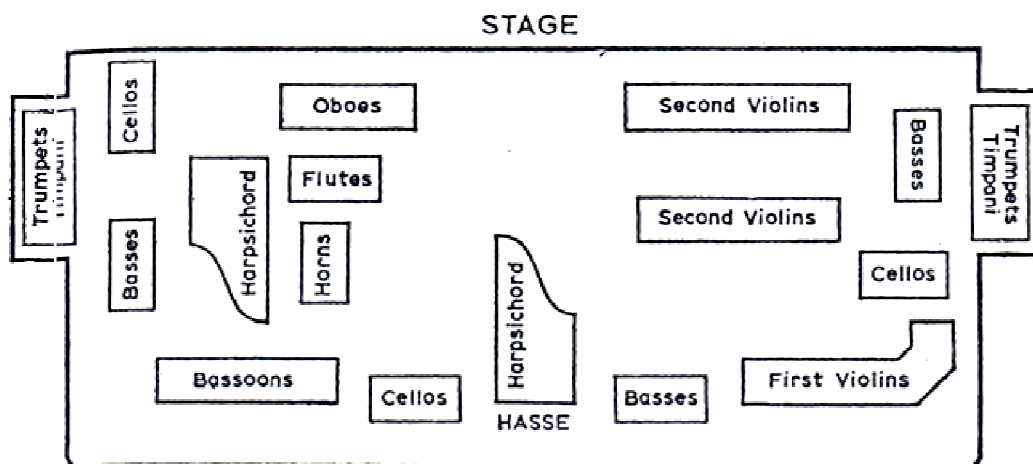 STAGE
Cellos
Oboes
Second Violins
Basses
Trumpets
Timpani
Trumpets
Timpani
Flutes
Harpsichord
Second Violins
Basses
Horns
Cellos
Harpsichord
Bassoons
Cellos
Basses
First Violins
HASSE